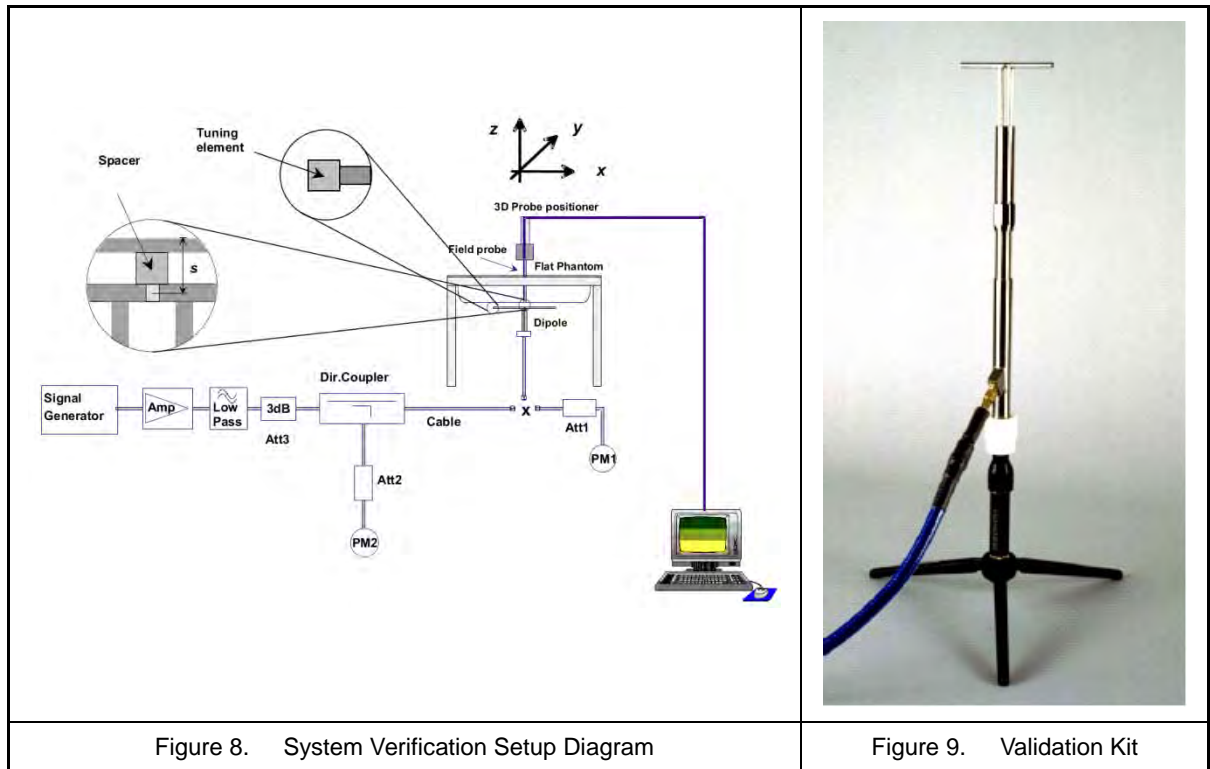 z
y
x
Tuning
element
Spacer
s
3D Probe positioner
Field probe
Flat Phantom
Dipole
Dir.Coupler
Signal
Generator
Amp
Low
Pass
3dB
Att3
Cable
x
Att1
PM1
Att2
PM2
Figure 8. System Verification Setup Diagram
Figure 9. Validation Kit